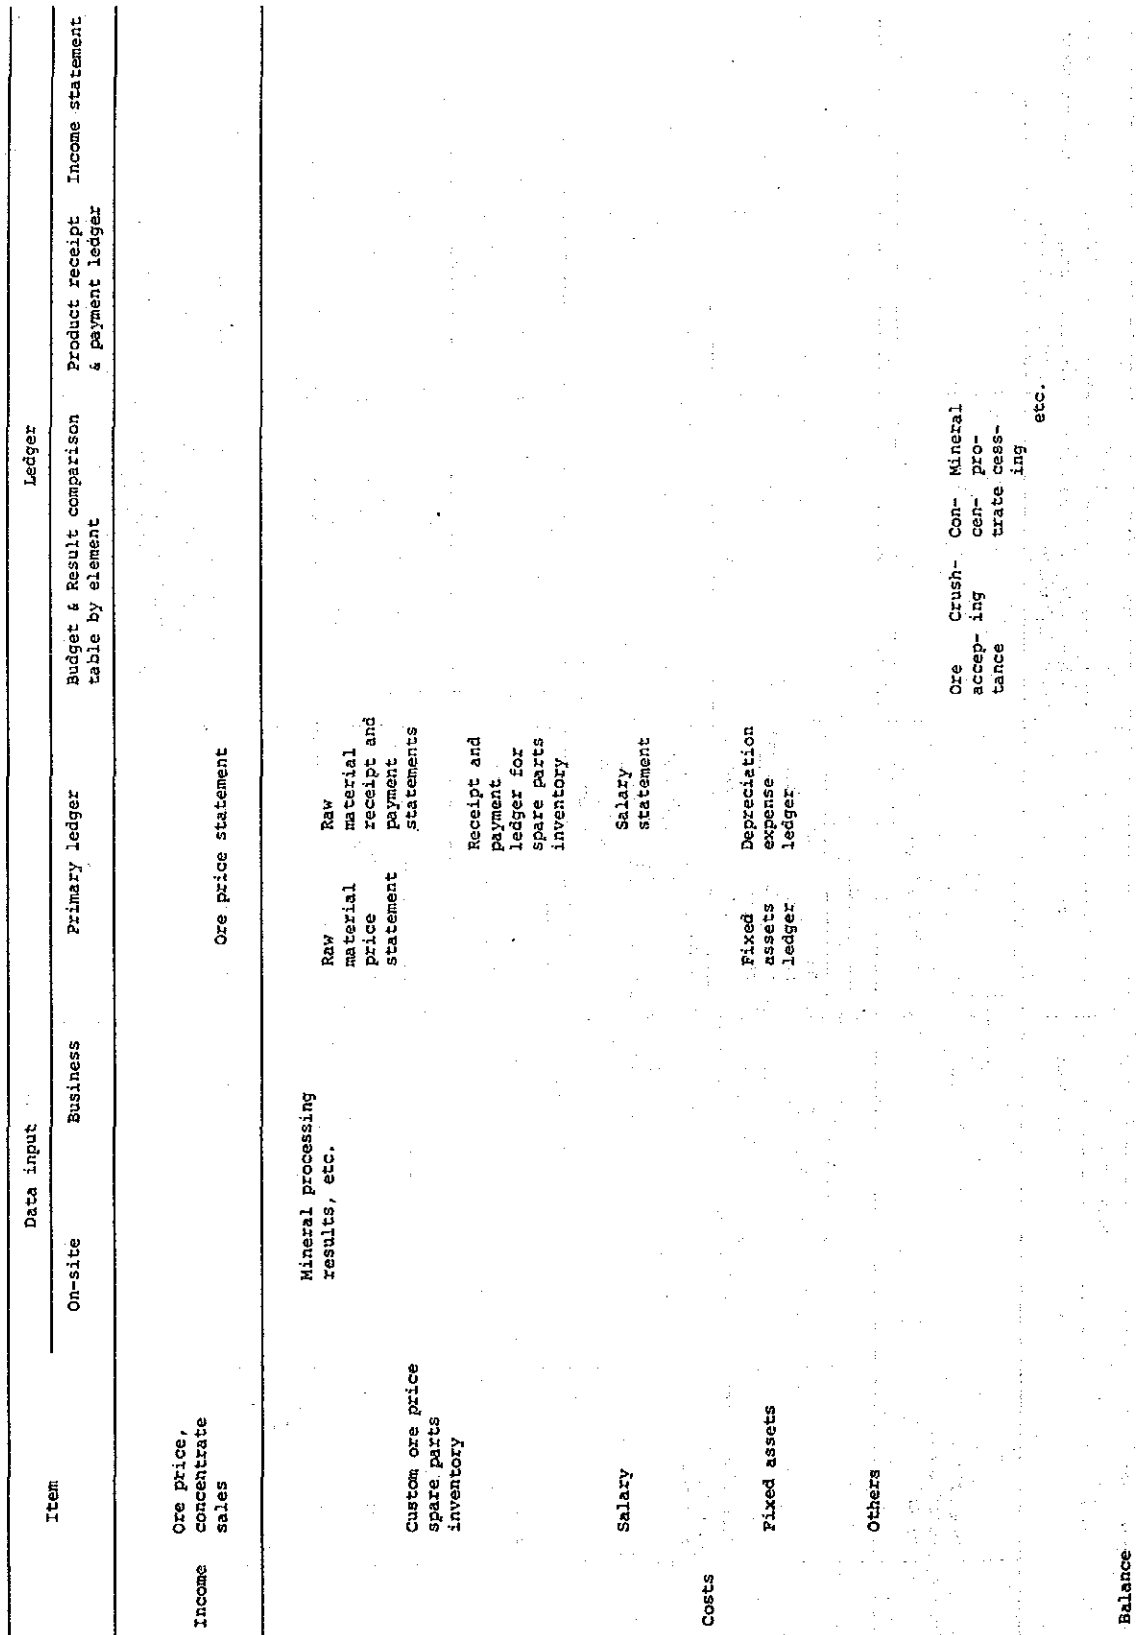 Item
Data input
Ledger
On-site
Business
Primary ledger
Budget & Result comparison
table by element
Product receipt
& payment ledger
Income statement
Income
Ore price,
concentrate
sales
Ore price statement
Costs
Mineral processing
results, etc.
Custom ore price
spare parts
inventory
Raw
material
price
statement
Raw
material
receipt and
payment
statements
Receipt and
payment
ledger for
spare parts
inventory
Salary
Salary
statement
Fixed assets
Fixed
assets
ledger
Depreciation
expense
ledger
Others
Ore
accep-
tance
Crush-
ing
Con-
cen-
trate
Mineral
pro-
cess-
ing
etc.
Balance